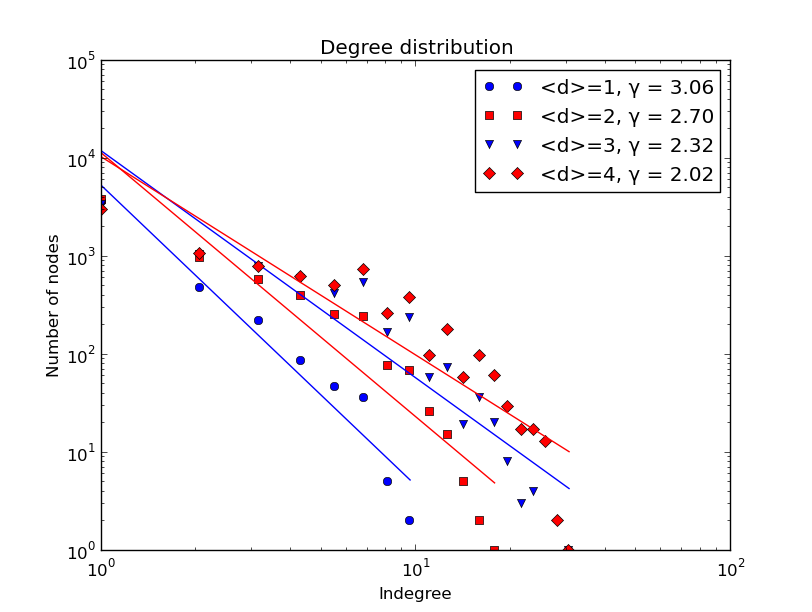 Degree distribution
<d>=1, γ = 3.06
<d>=2, γ = 2.70
<d>=3, γ = 2.32
<d>=4, γ = 2.02
10^5
10^4
10^3
10^2
10^1
10^0
Number of nodes
10^0 10^1 10^2
Indegree